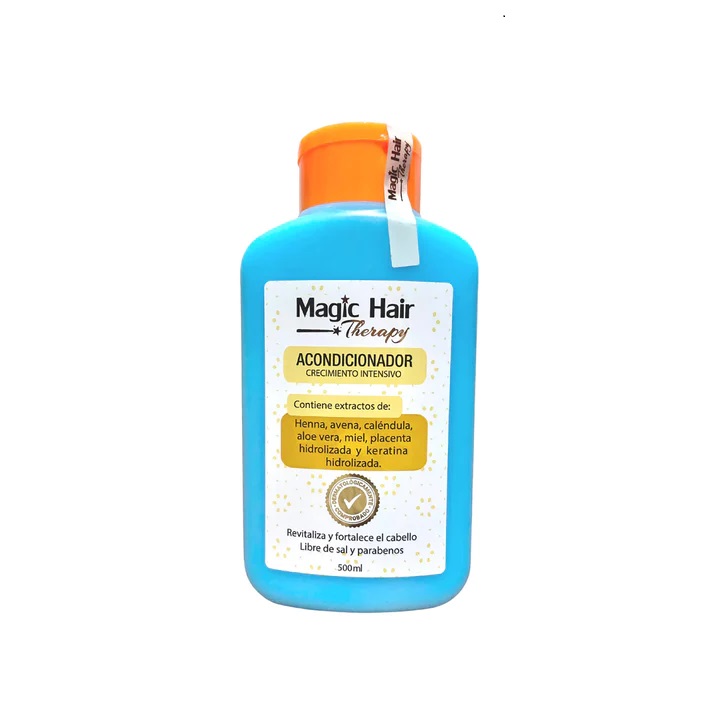 Magic Hair
Therapy
Magic Hair
Therapy
ACONDICIONADOR
CRECIMIENTO INTENSIVO
Contiene extractos de:
Henna, avena, caléndula,
aloe vera, miel, placenta
hidrolizada y keratina
hidrolizada.
DERMATOLÓGICAMENTE
COMPROBADO
Revitaliza y fortalece el cabello
Libre de sal y parabenos
500ml